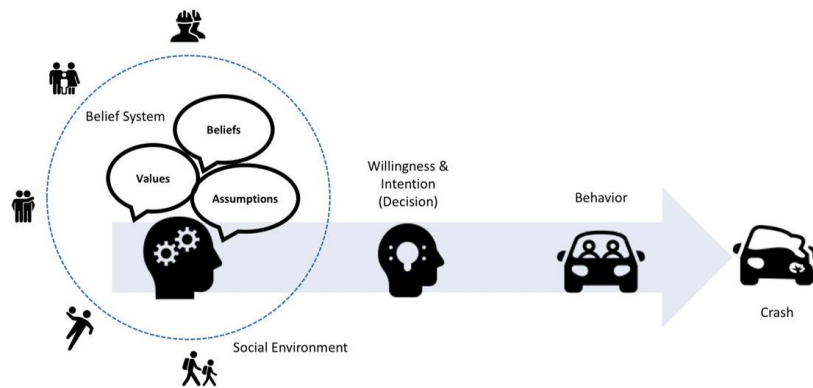 Belief System
Beliefs
Values
Assumptions
Willingness &
Intention
(Decision)
Behavior
Crash
Social Environment